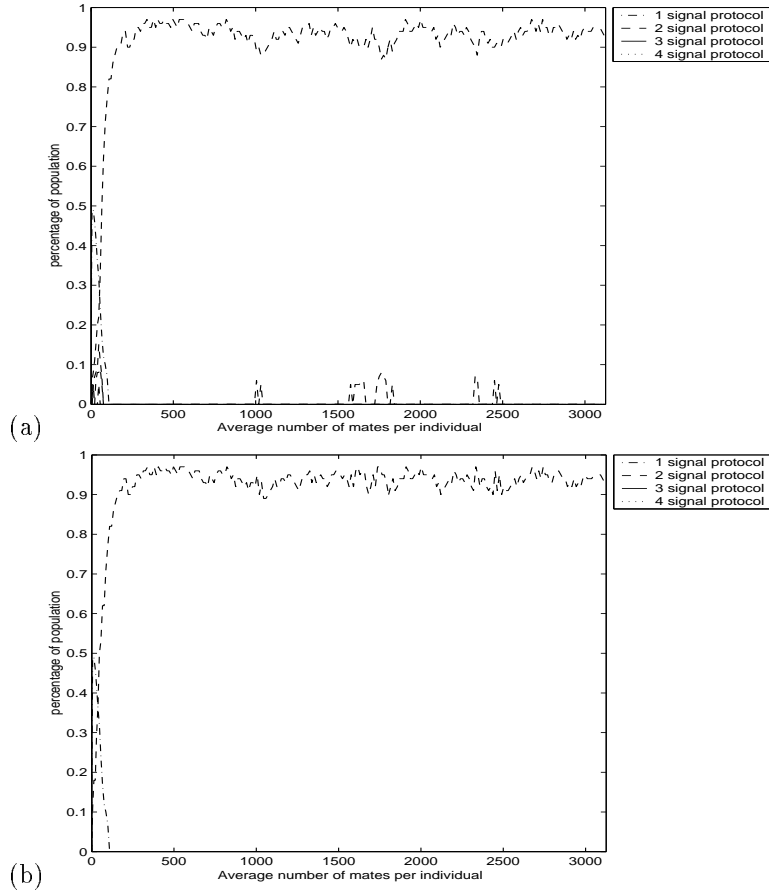 1 signal protocol
2 signal protocol
3 signal protocol
4 signal protocol
percentage of population
1
0.9
0.8
0.7
0.6
0.5
0.4
0.3
0.2
0.1
0
0 500 1000 1500 2000 2500 3000
Average number of mates per individual
(a)
1 signal protocol
2 signal protocol
3 signal protocol
4 signal protocol
percentage of population
1
0.9
0.8
0.7
0.6
0.5
0.4
0.3
0.2
0.1
0
0 500 1000 1500 2000 2500 3000
Average number of mates per individual
(b)